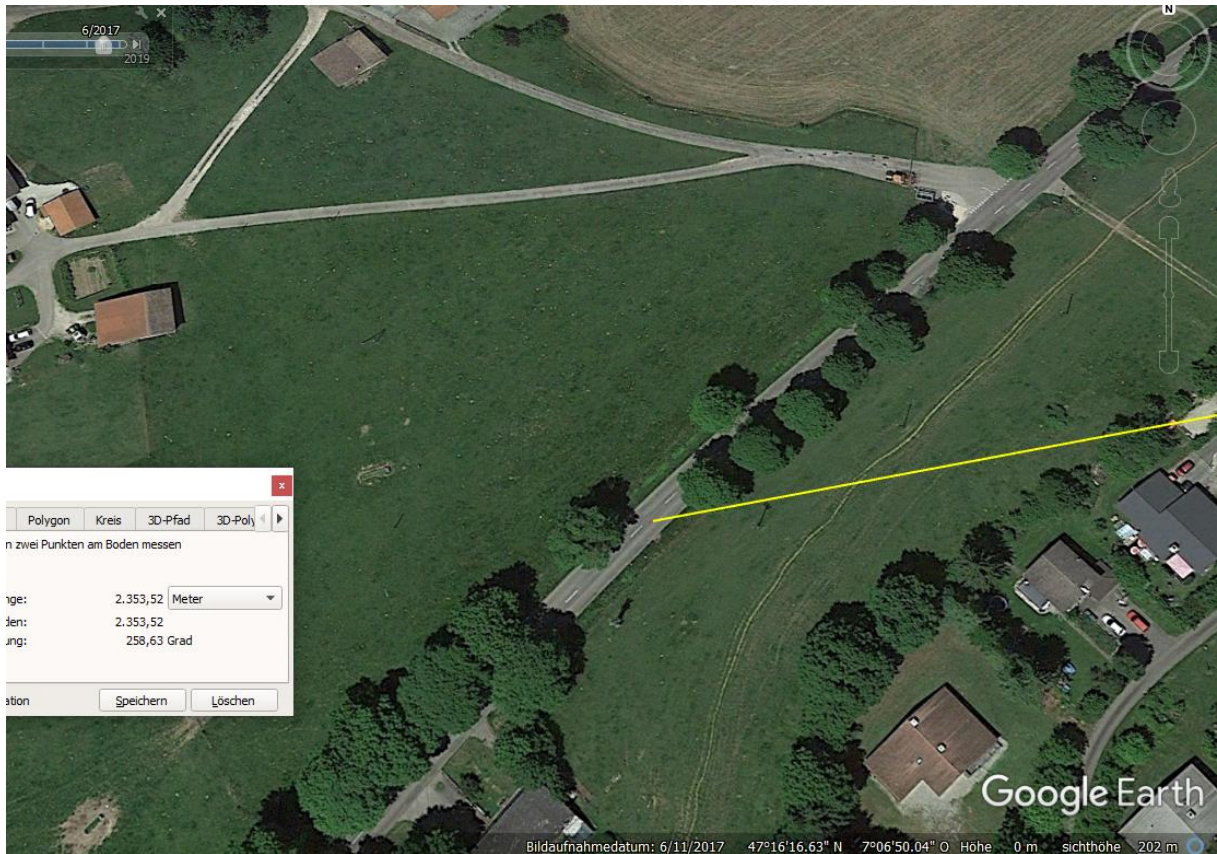 6/2017
2019
N
Polygon Kreis 3D-Pfad 3D-Poly
n zwei Punkten am Boden messen
nge: 2.353,52 Meter
den: 2.353,52
ung: 258,63 Grad
ation Speichern Löschen
Google Earth
Bildaufnahmedatum: 6/11/2017 47°16'16.63" N 7°06'50.04" O Höhe 0 m sichthöhe 202 m